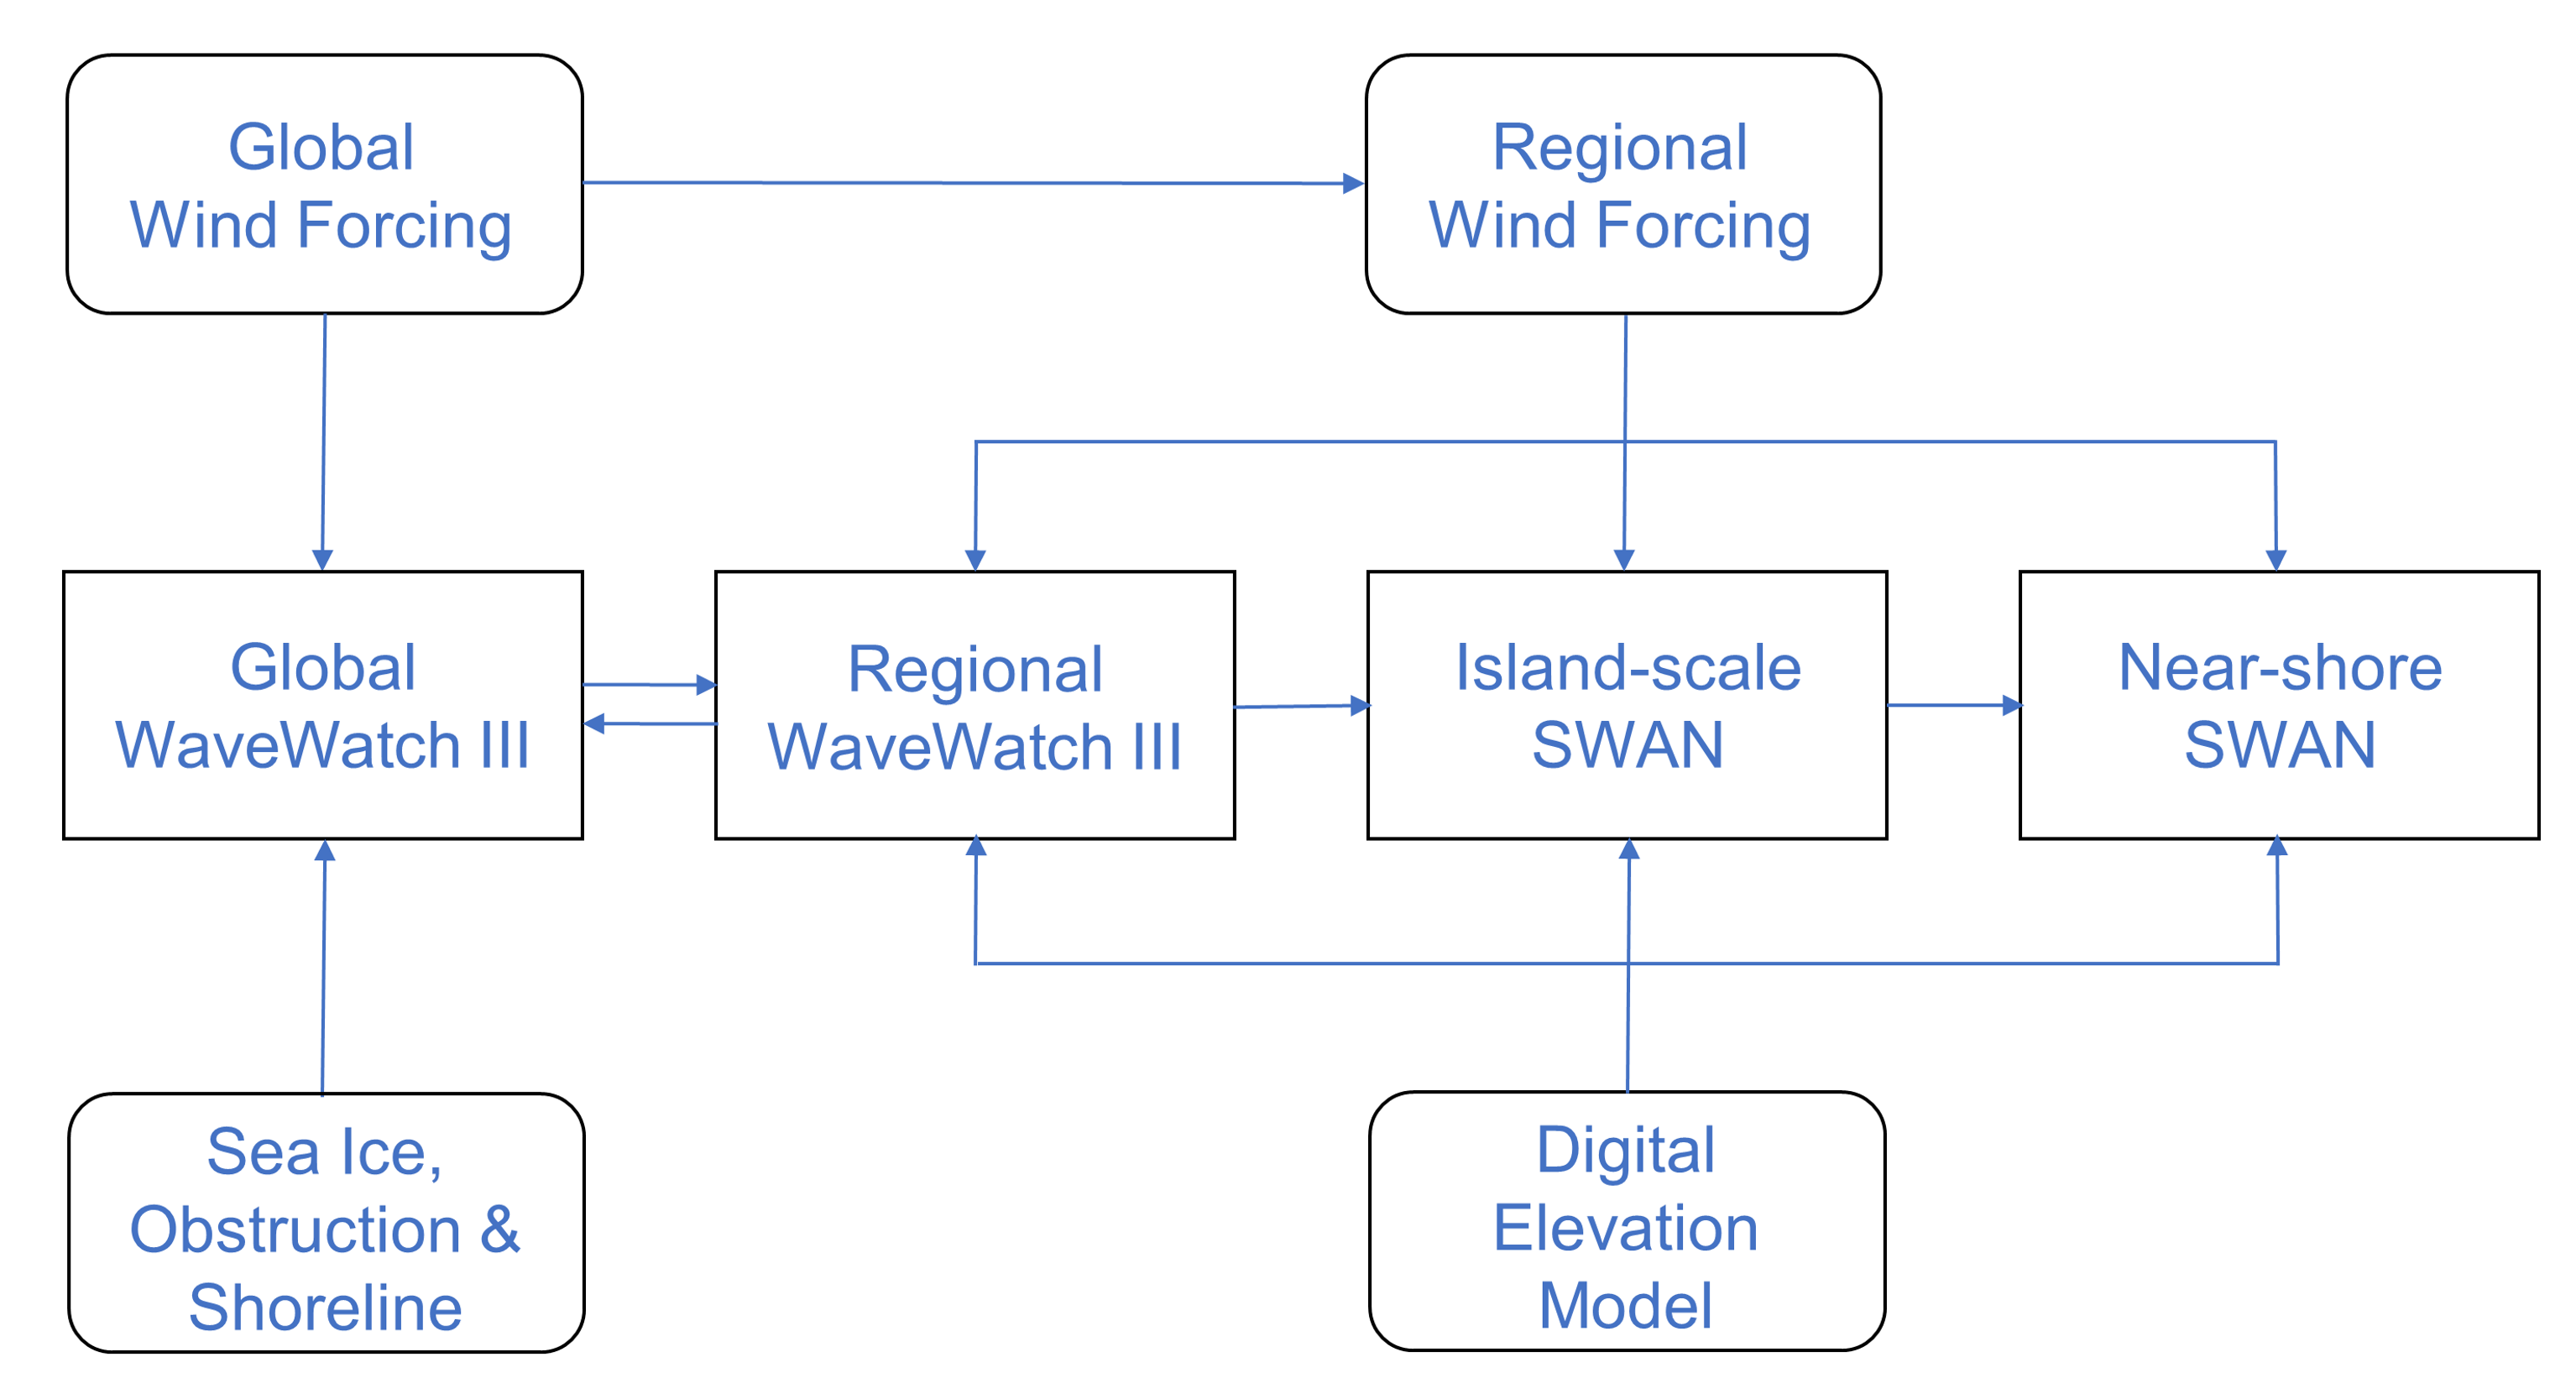 Global
Wind Forcing
Regional
Wind Forcing
Global
WaveWatch III
Regional
WaveWatch III
Island-scale
SWAN
Near-shore
SWAN
Sea Ice,
Obstruction &
Shoreline
Digital
Elevation
Model